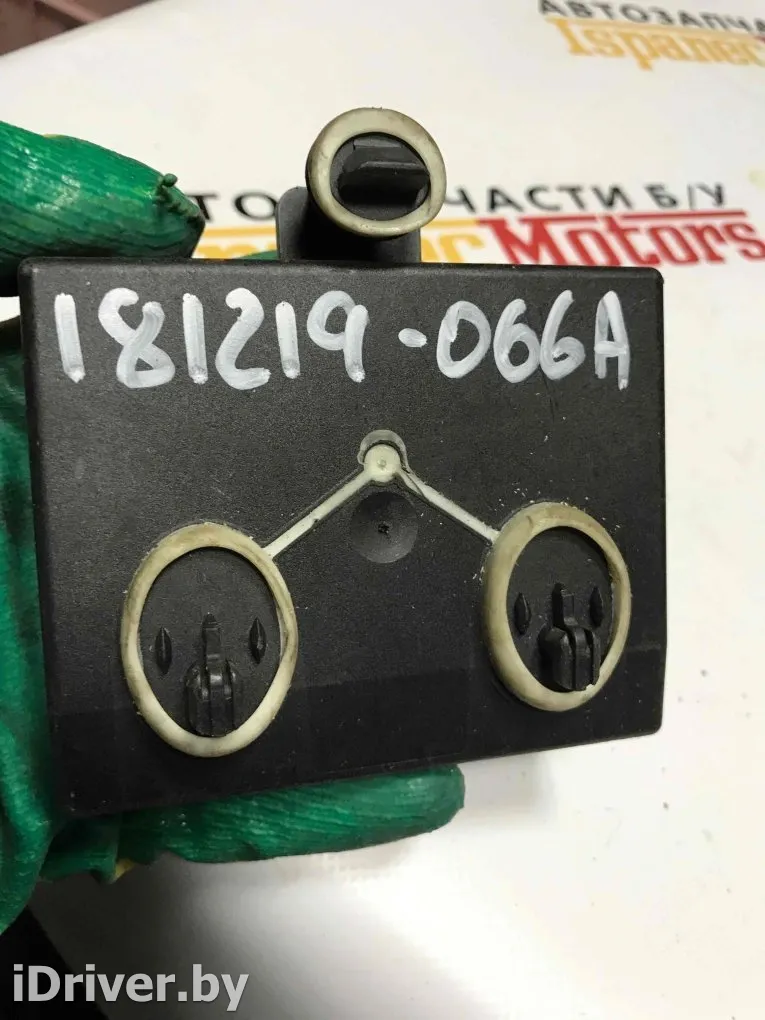 АВТОЗАПЧА
Ispanec
ЧАСТИ Б/У
Motors
181219-066A
iDriver.by